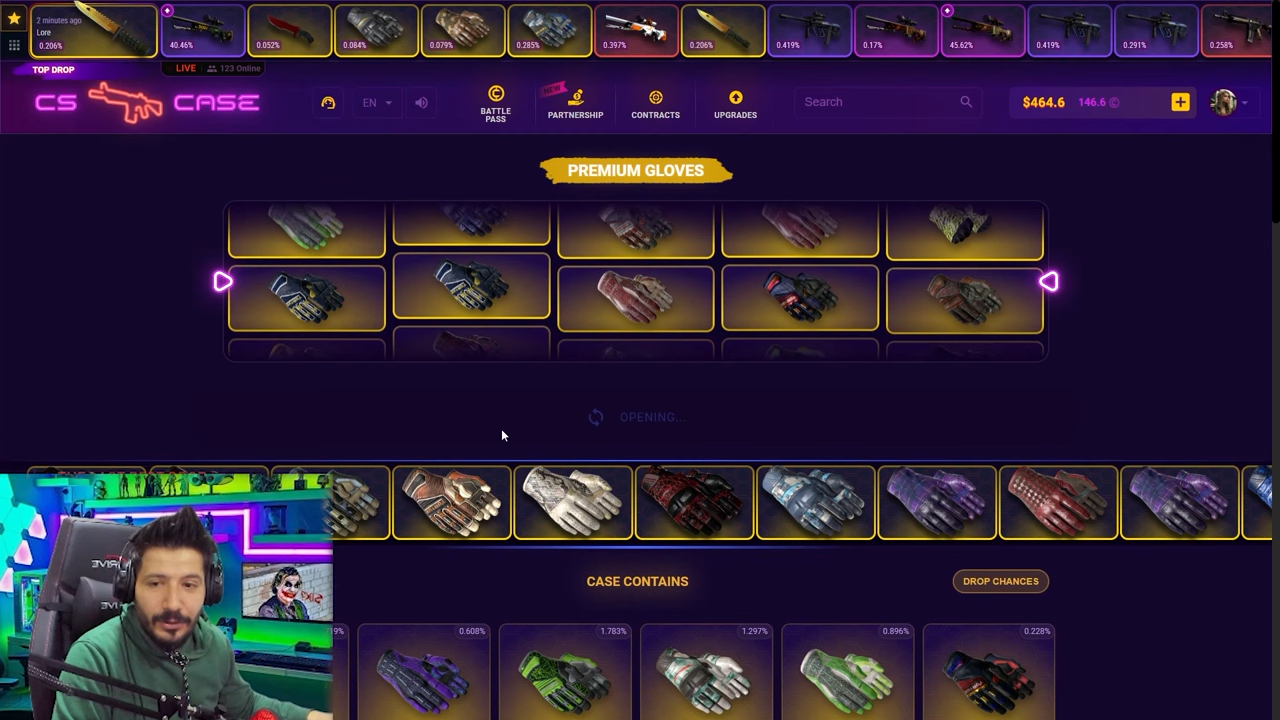 2 minutes ago
Lore
0.206%
40.46%
0.052%
0.084%
0.079%
0.285%
0.397%
0.206%
0.419%
0.17%
45.62%
0.419%
0.291%
0.258%
TOP DROP
LIVE
123 Online
CS CASE
EN
BATTLE
PASS
NEW
PARTNERSHIP
CONTRACTS
UPGRADES
Search
$464.6
146.6
PREMIUM GLOVES
OPENING...
CASE CONTAINS
DROP CHANCES
0.608%
1.783%
1.297%
0.896%
0.228%